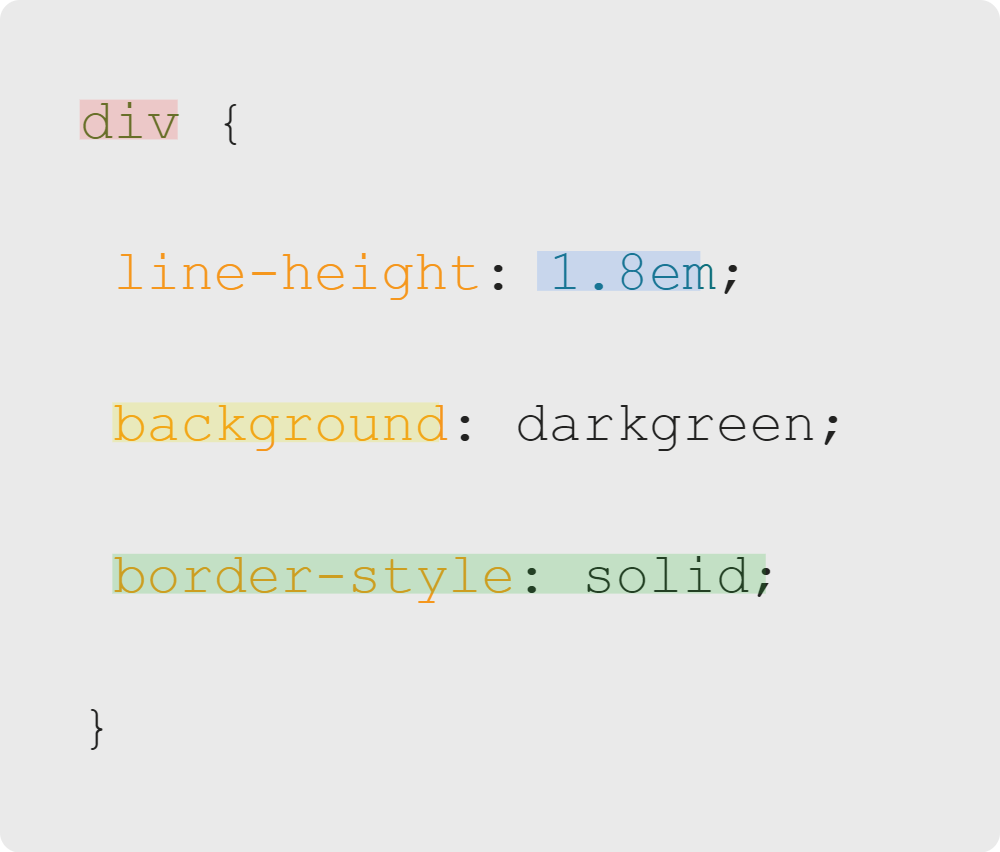 div {
line-height: 1.8em;
background: darkgreen;
border-style: solid;
}